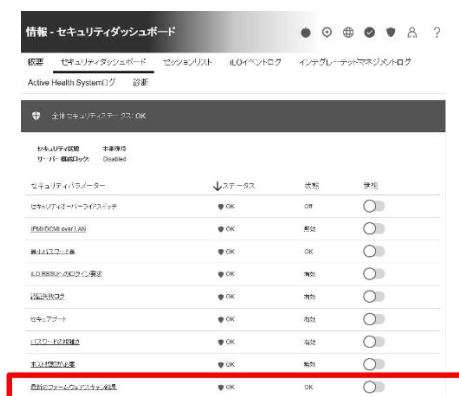 情報 - セキュリティダッシュボード
?
概要 セキュリティダッシュボード セッションリスト iLOイベントログ インテグレーテッドマネジメントログ
Active Health Systemログ 診断
全体セキュリティステータス: OK
セキュリティ状態 本番環境
サーバー構成ロック: Disabled
セキュリティパラメーター ↓ステータス 状態 無視
セキュリティオーバーライドスイッチ OK Off
IPMI/DCMI over LAN OK 無効
最小パスワード長 OK OK
iLO RBSUへのログイン要求 OK 有効
認証失敗ログ OK 有効
セキュアブート OK 有効
パスワードの複雑さ OK 有効
ホスト認証が必要 OK 無効
最新のファームウェアスキャン結果 OK OK